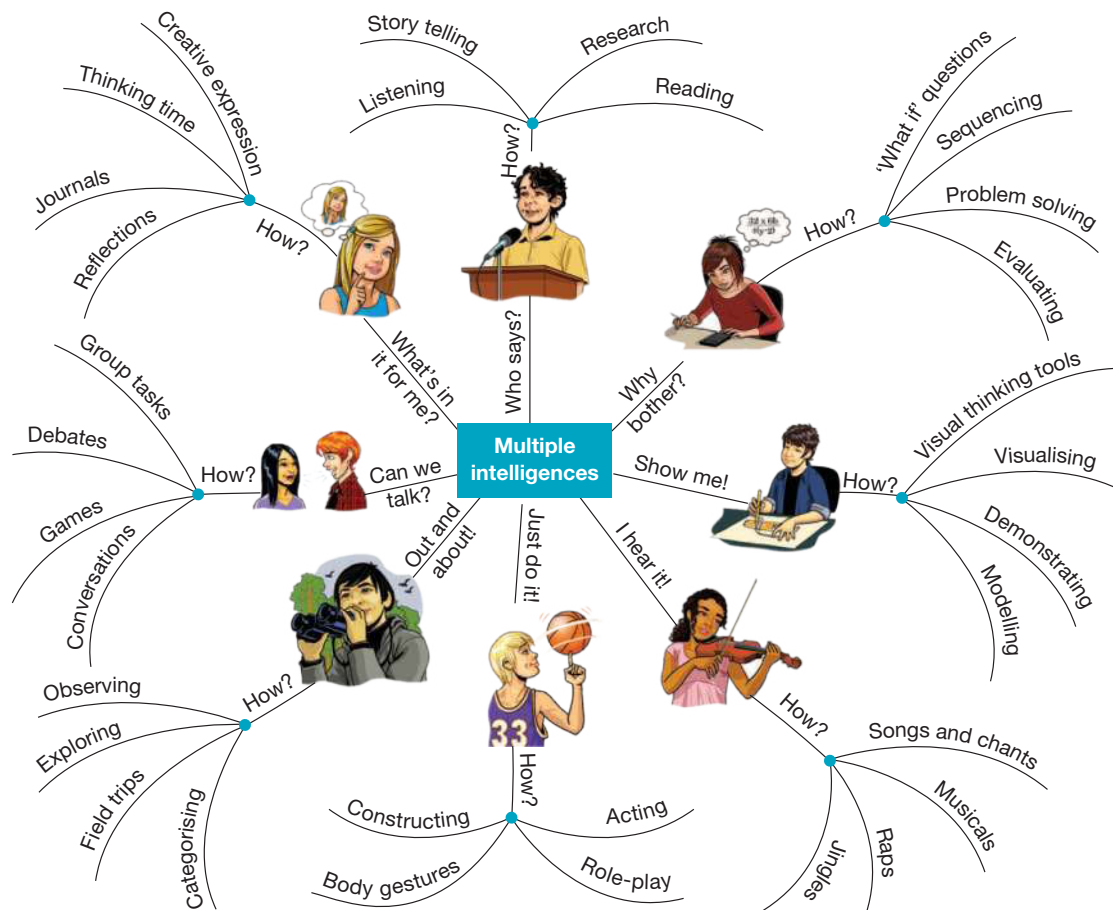 Creative expression
Thinking time
Journals
Reflections
How?
What's in
it for me?
Story telling
Research
Listening
Reading
How?
Who says?
'What if' questions
Sequencing
Problem solving
Evaluating
How?
Why
bother?
Multiple
intelligences
Show me!
How?
Visual thinking tools
Visualising
Demonstrating
Modelling
I hear it!
How?
Songs and chants
Musicals
Raps
Jingles
Just do it!
33
How?
Constructing
Acting
Body gestures
Role-play
Out and
about!
How?
Observing
Exploring
Field trips
Categorising
Can we
talk?
How?
Group tasks
Debates
Games
Conversations